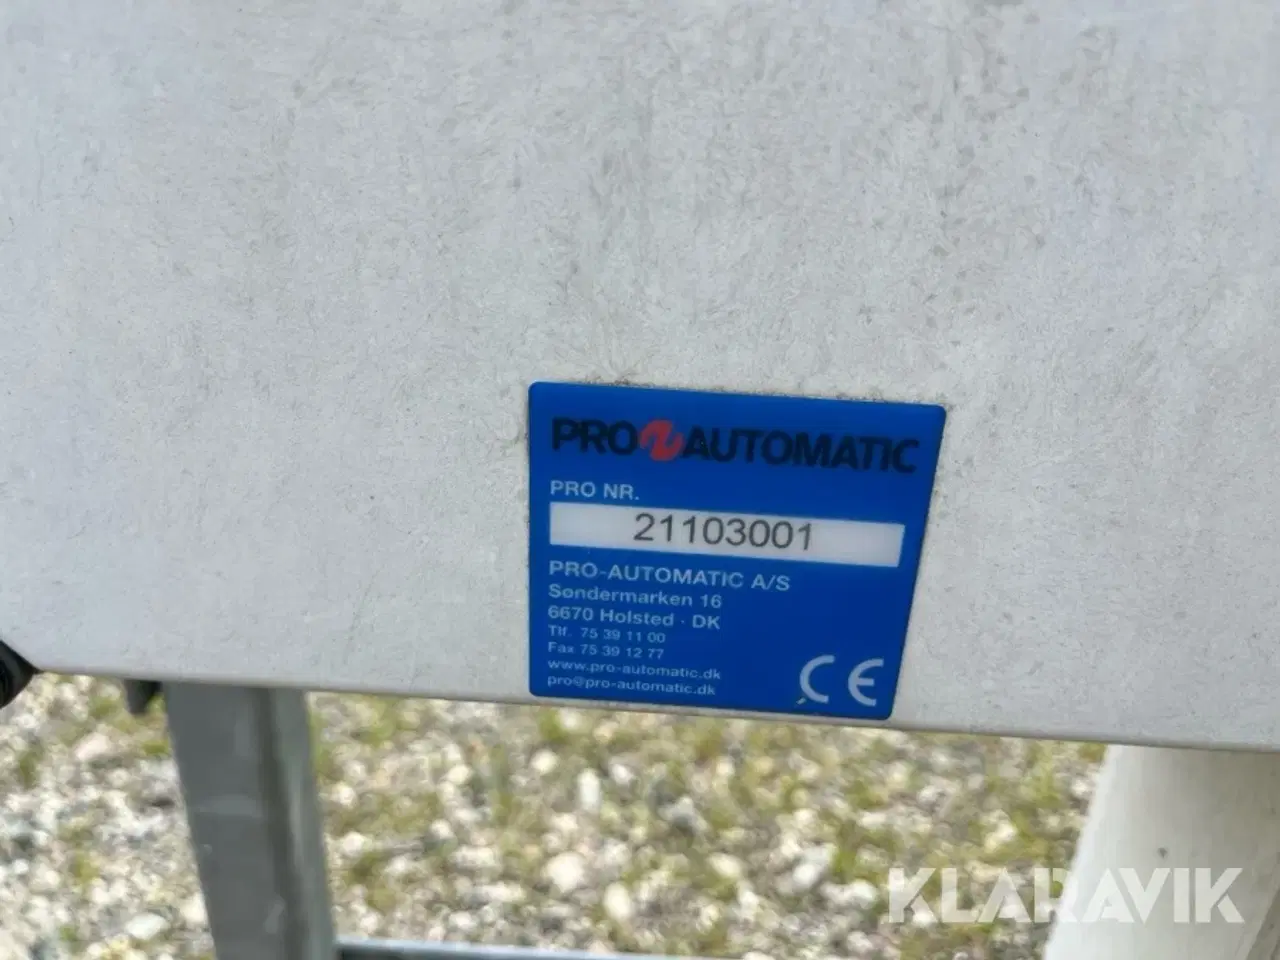 PRO AUTOMATIC
PRO NR.
21103001
PRO-AUTOMATIC A/S
Søndermarken 16
6670 Holsted · DK
Tlf. 75 39 11 00
Fax 75 39 12 77
www.pro-automatic.dk
pro@pro-automatic.dk
CE
KLARAVIK